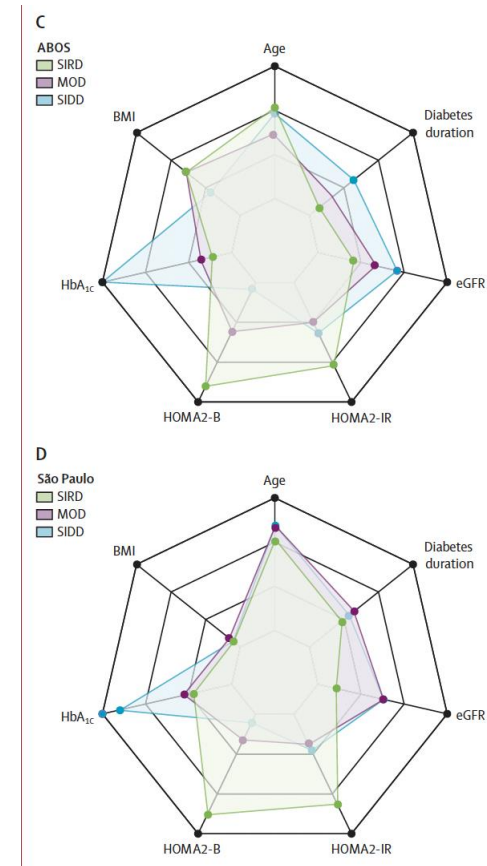 C
ABOS
SIRD
MOD
SIDD
Age
BMI
Diabetes
duration
HbA₁C
eGFR
HOMA2-B
HOMA2-IR
D
São Paulo
SIRD
MOD
SIDD
Age
BMI
Diabetes
duration
HbA₁C
eGFR
HOMA2-B
HOMA2-IR